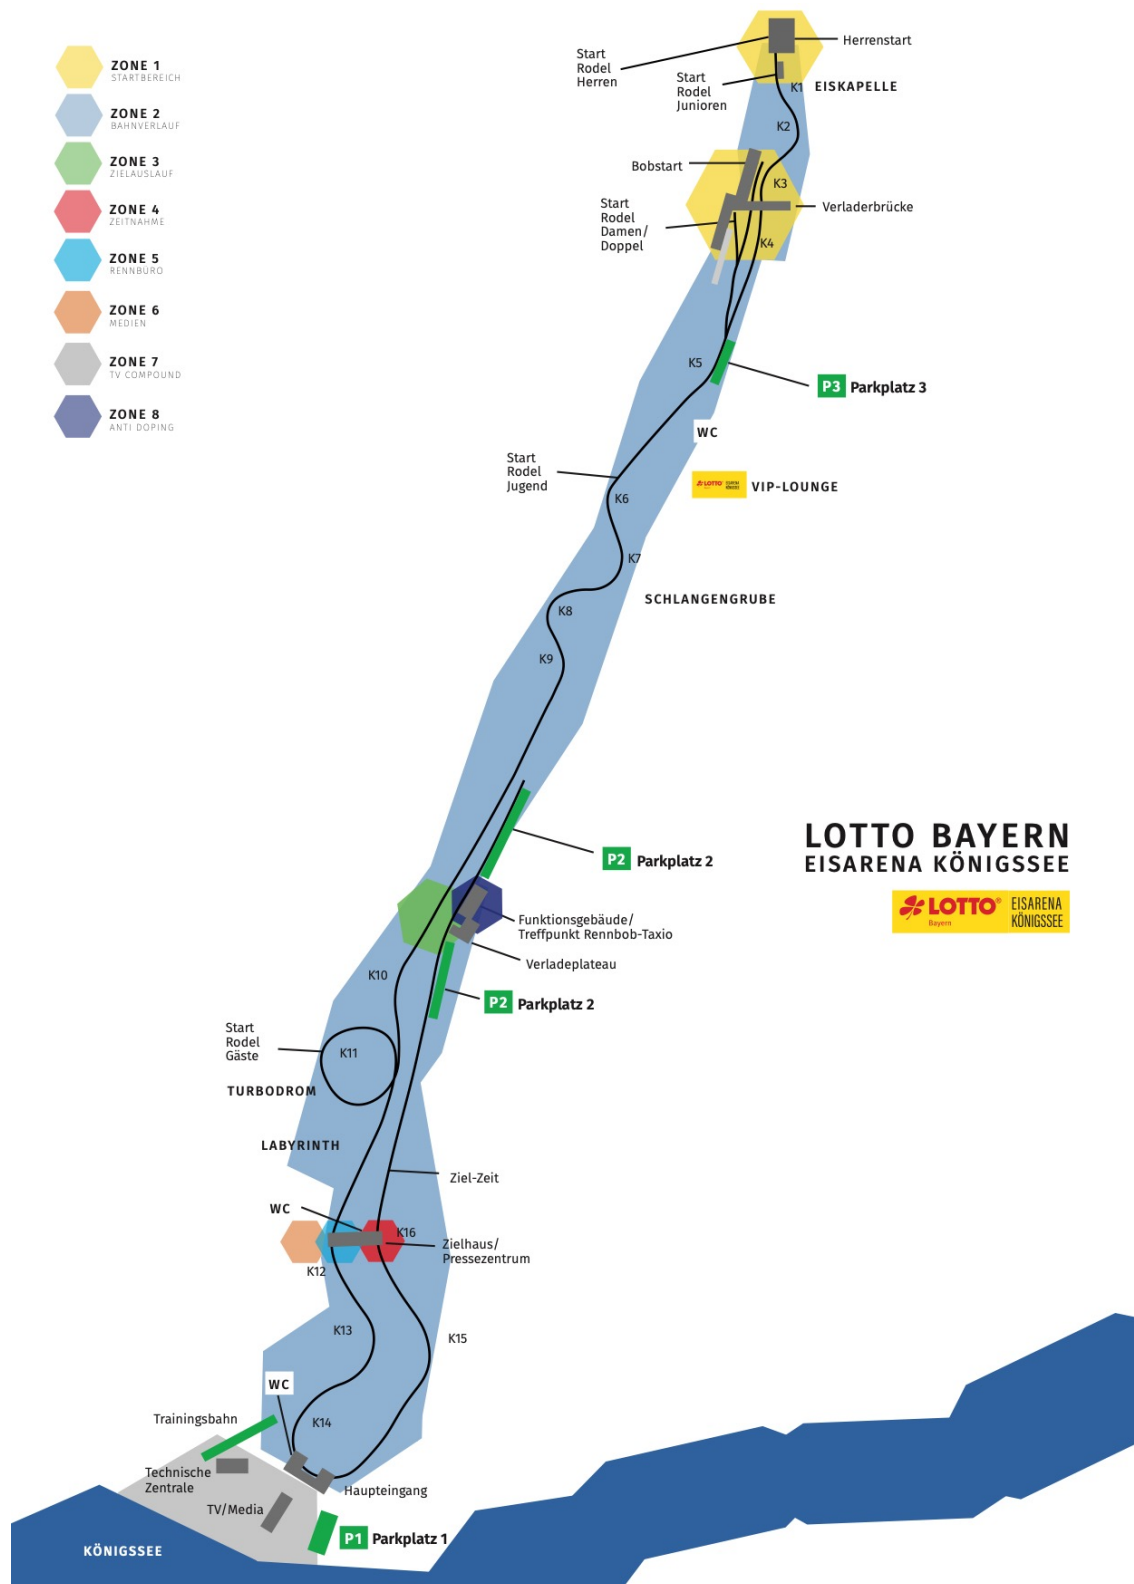 ZONE 1
STARTBEREICH
ZONE 2
BAHNVERLAUF
ZONE 3
ZIELAUSLAUF
ZONE 4
ZEITNAHME
ZONE 5
RENNBÜRO
ZONE 6
MEDIEN
ZONE 7
TV COMPOUND
ZONE 8
ANTI DOPING
Herrenstart
Start
Rodel
Herren
Start
Rodel
Junioren
K1
EISKAPELLE
K2
Bobstart
K3
Start
Rodel
Damen/
Doppel
Verladerbrücke
K4
K5
P3 Parkplatz 3
WC
Start
Rodel
Jugend
LOTTO
VIP-LOUNGE
K6
K7
SCHLANGENGRUBE
K8
K9
LOTTO BAYERN
EISARENA KÖNIGSSEE
LOTTO®
Bayern
EISARENA
KÖNIGSSEE
P2 Parkplatz 2
Funktionsgebäude/
Treffpunkt Rennbob-Taxio
Verladeplateau
K10
P2 Parkplatz 2
Start
Rodel
Gäste
K11
TURBODROM
LABYRINTH
Ziel-Zeit
WC
K16
Zielhaus/
Pressezentrum
K12
K13
K15
WC
Trainingsbahn
K14
Technische
Zentrale
Haupteingang
TV/Media
P1 Parkplatz 1
KÖNIGSSEE